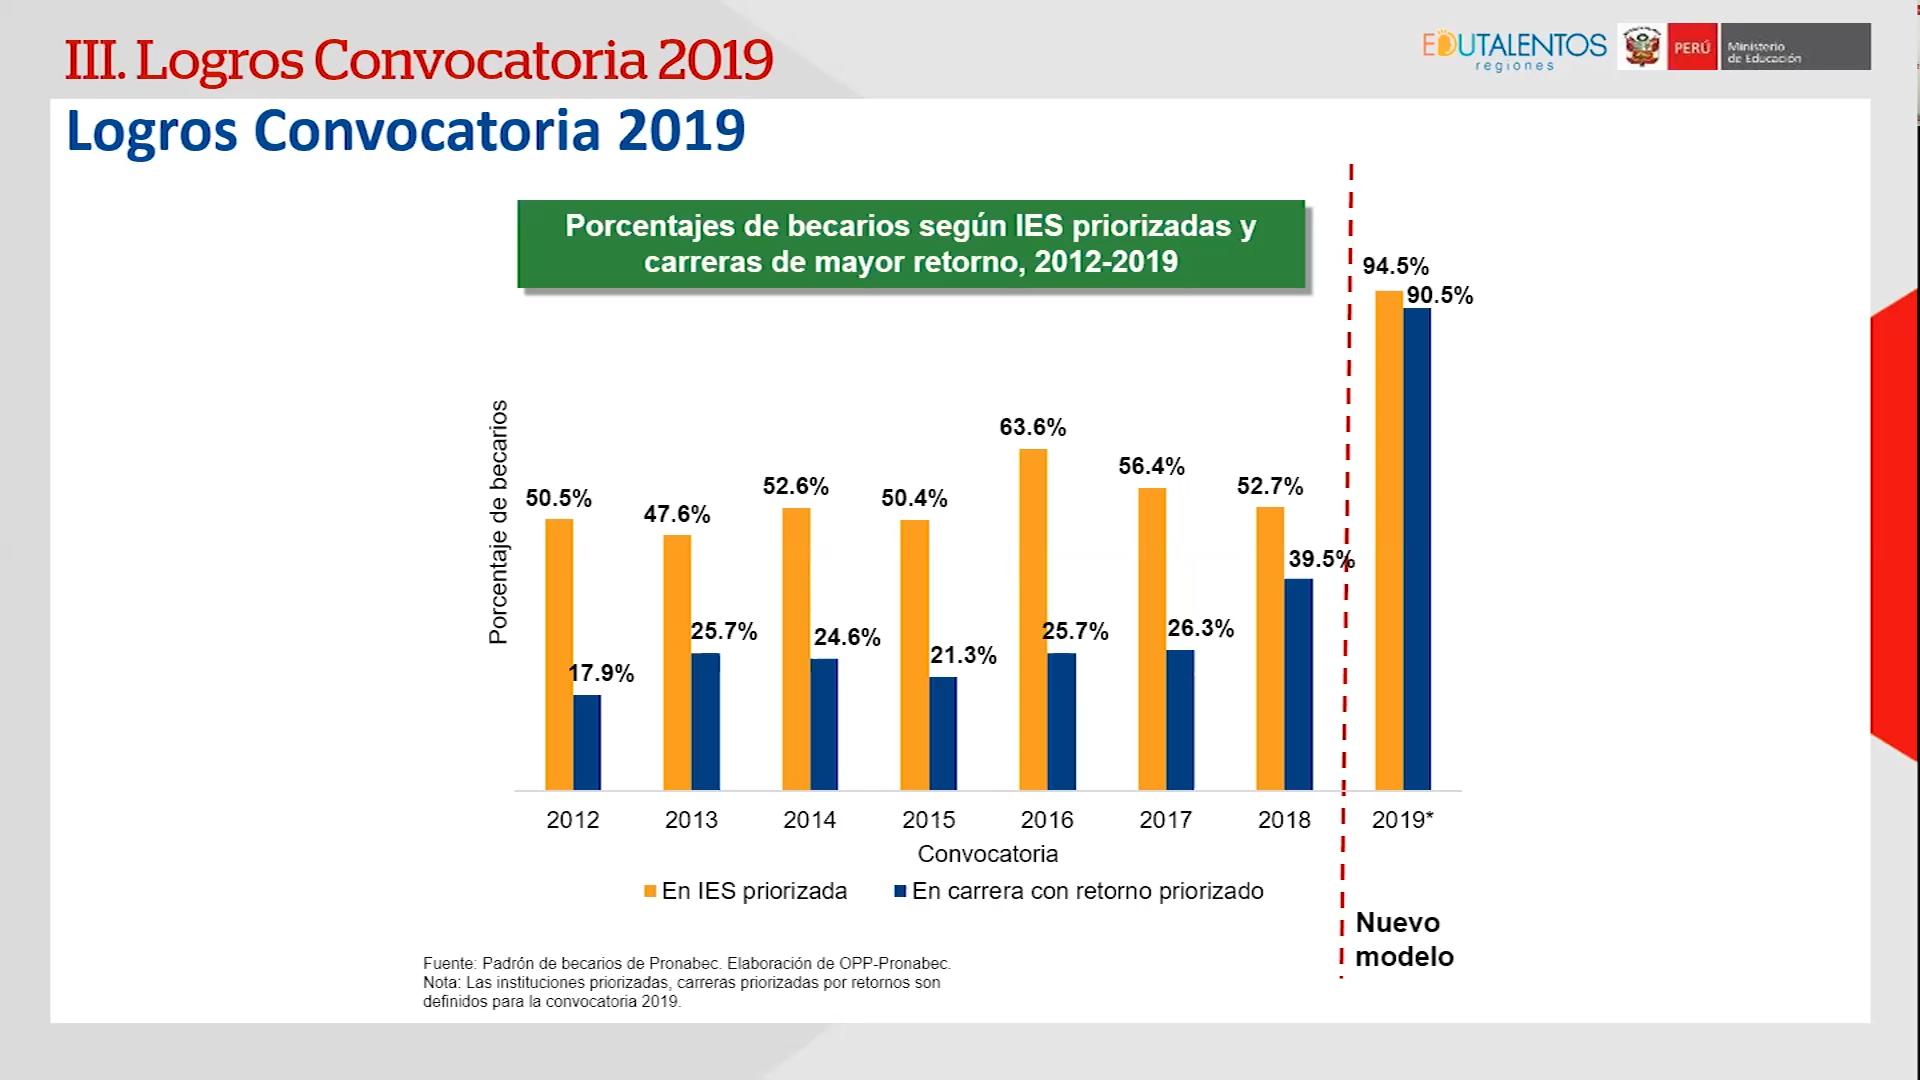 III. Logros Convocatoria 2019
EDUTALENTOS
regiones
PERÚ
Ministerio
de Educación
Logros Convocatoria 2019
Porcentajes de becarios según IES priorizadas y
carreras de mayor retorno, 2012-2019
Porcentaje de becarios
50.5%
17.9%
47.6%
25.7%
52.6%
24.6%
50.4%
21.3%
63.6%
25.7%
56.4%
26.3%
52.7%
39.5%
94.5%
90.5%
2012 2013 2014 2015 2016 2017 2018 2019*
Convocatoria
En IES priorizada En carrera con retorno priorizado
Nuevo
modelo
Fuente: Padrón de becarios de Pronabec. Elaboración de OPP-Pronabec.
Nota: Las instituciones priorizadas, carreras priorizadas por retornos son
definidos para la convocatoria 2019.